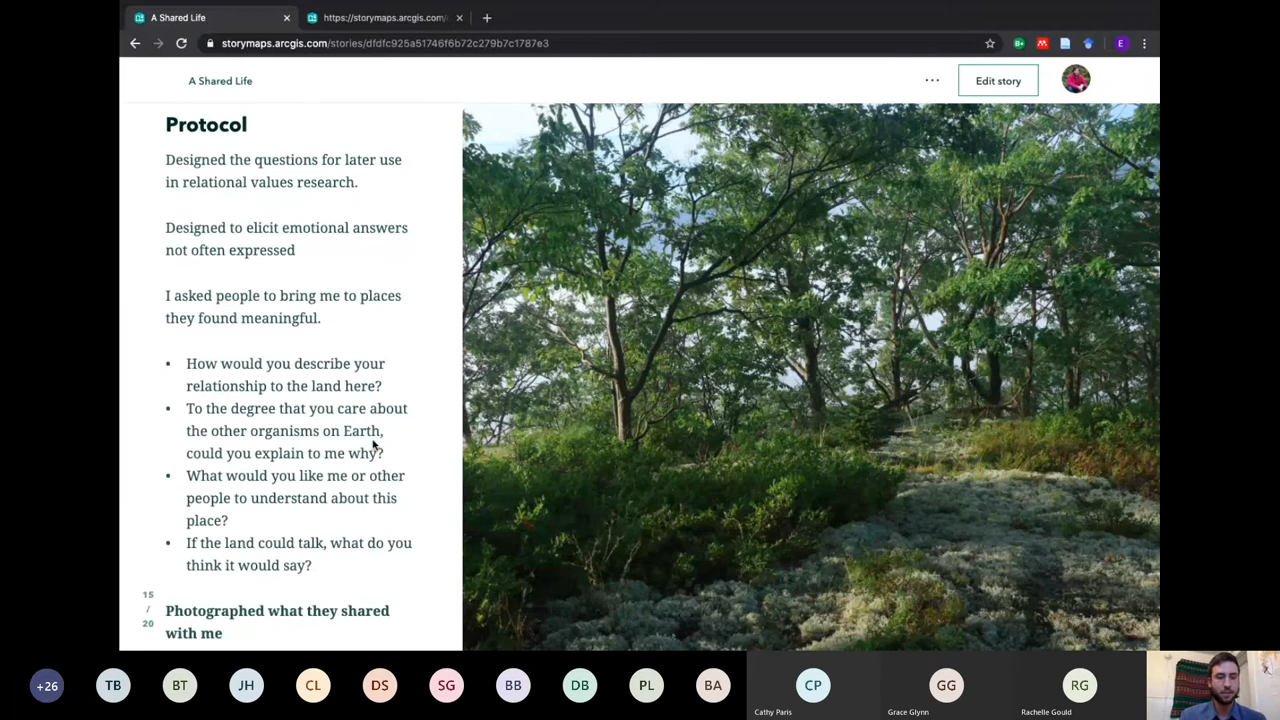 A Shared Life
https://storymaps.arcgis.com/
storymaps.arcgis.com/stories/dfdfc925a51746f6b72c279b7c1787e3
E
A Shared Life
Edit story
Protocol
Designed the questions for later use
in relational values research.
Designed to elicit emotional answers
not often expressed
I asked people to bring me to places
they found meaningful.
• How would you describe your
relationship to the land here?
• To the degree that you care about
the other organisms on Earth,
could you explain to me why?
• What would you like me or other
people to understand about this
place?
• If the land could talk, what do you
think it would say?
15
/
20
Photographed what they shared
with me
+26
TB
BT
JH
CL
DS
SG
BB
DB
PL
BA
CP
GG
RG
Cathy Paris
Grace Glynn
Rachelle Gould